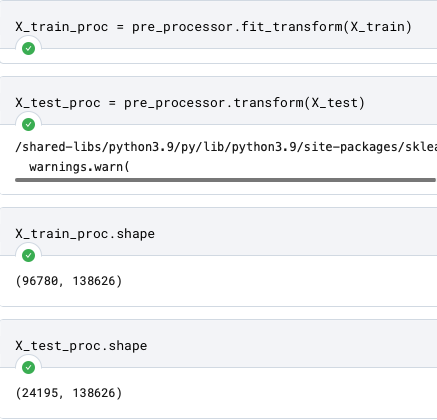 X_train_proc = pre_processor.fit_transform(X_train)
X_test_proc = pre_processor.transform(X_test)
/shared-libs/python3.9/py/lib/python3.9/site-packages/sklea
warnings.warn(
X_train_proc.shape
(96780, 138626)
X_test_proc.shape
(24195, 138626)